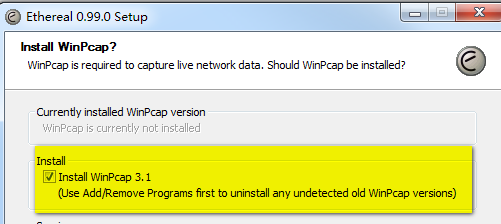 Ethereal 0.99.0 Setup
Install WinPcap?
WinPcap is required to capture live network data. Should WinPcap be installed?
Currently installed WinPcap version
WinPcap is currently not installed
Install
Install WinPcap 3.1
(Use Add/Remove Programs first to uninstall any undetected old WinPcap versions)